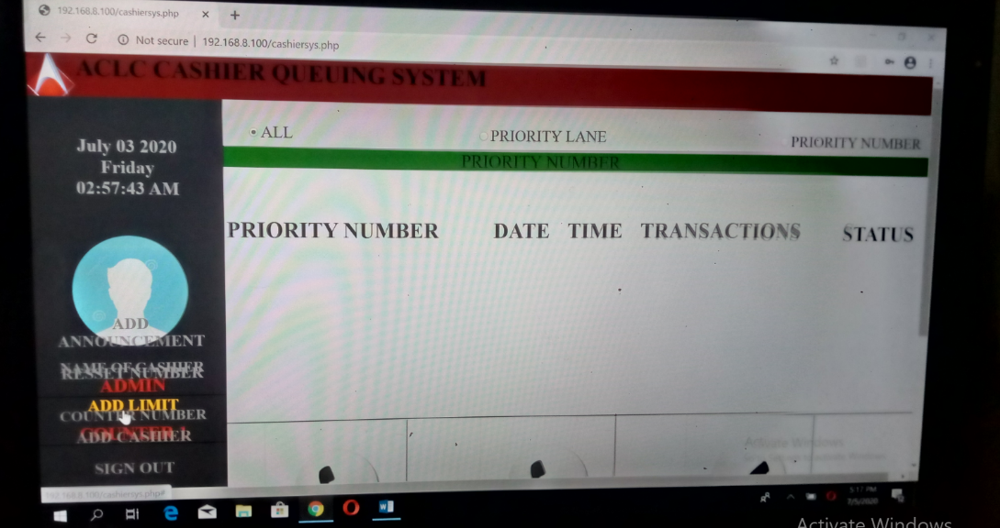 192.168.8.100/cashiersys.php
Not secure | 192.168.8.100/cashiersys.php
ACLC CASHIER QUEUING SYSTEM
July 03 2020
Friday
02:57:43 AM
ALL
PRIORITY LANE
PRIORITY NUMBER
PRIORITY NUMBER
PRIORITY NUMBER DATE TIME TRANSACTIONS STATUS
ADD
ANNOUNCEMENT
NAME OF CASHIER
RESSET NUMBER
ADMIN
ADD LIMIT
COUNTER NUMBER
COUNTER 1
ADD CASHIER
SIGN OUT
Activate Windows
192.168.8.100/cashiersys.php#
5:17 PM
7/5/2020
Activate Windows